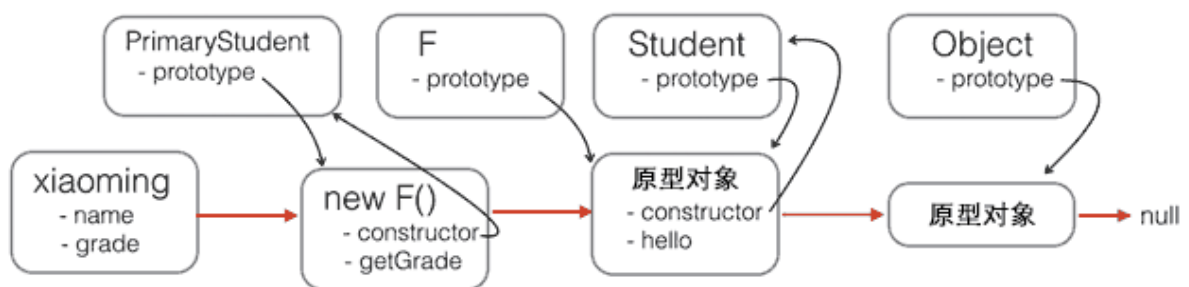 PrimaryStudent
- prototype
F
- prototype
Student
- prototype
Object
- prototype
xiaoming
- name
- grade
new F()
- constructor
- getGrade
原型对象
- constructor
- hello
原型对象
null